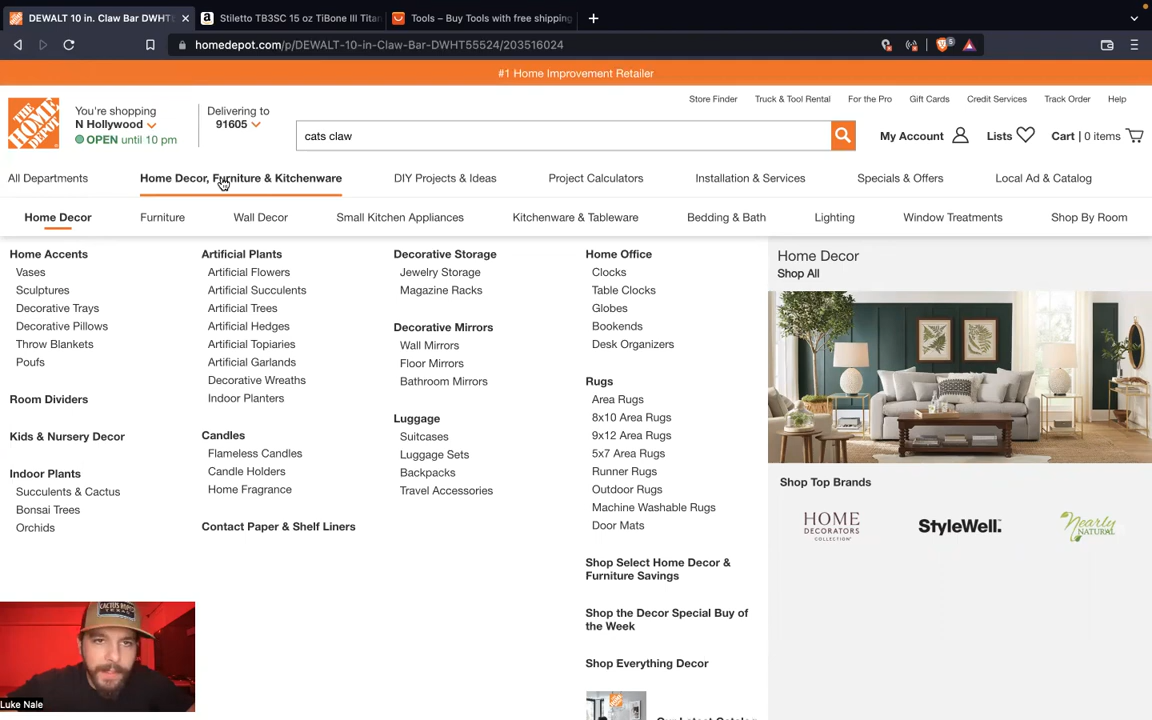 DEWALT 10 in. Claw Bar DWHT5
Stiletto TB3SC 15 oz TiBone III Titan
Tools – Buy Tools with free shipping
homedepot.com/p/DEWALT-10-in-Claw-Bar-DWHT55524/203516024
5
#1 Home Improvement Retailer
Store Finder
Truck & Tool Rental
For the Pro
Gift Cards
Credit Services
Track Order
Help
THE HOME DEPOT
You're shopping
N Hollywood
OPEN until 10 pm
Delivering to
91605
cats claw
My Account
Lists
Cart | 0 items
All Departments
Home Decor, Furniture & Kitchenware
DIY Projects & Ideas
Project Calculators
Installation & Services
Specials & Offers
Local Ad & Catalog
Home Decor
Furniture
Wall Decor
Small Kitchen Appliances
Kitchenware & Tableware
Bedding & Bath
Lighting
Window Treatments
Shop By Room
Home Accents
Vases
Sculptures
Decorative Trays
Decorative Pillows
Throw Blankets
Poufs
Room Dividers
Kids & Nursery Decor
Indoor Plants
Succulents & Cactus
Bonsai Trees
Orchids
Artificial Plants
Artificial Flowers
Artificial Succulents
Artificial Trees
Artificial Hedges
Artificial Topiaries
Artificial Garlands
Decorative Wreaths
Indoor Planters
Candles
Flameless Candles
Candle Holders
Home Fragrance
Contact Paper & Shelf Liners
Decorative Storage
Jewelry Storage
Magazine Racks
Decorative Mirrors
Wall Mirrors
Floor Mirrors
Bathroom Mirrors
Luggage
Suitcases
Luggage Sets
Backpacks
Travel Accessories
Home Office
Clocks
Table Clocks
Globes
Bookends
Desk Organizers
Rugs
Area Rugs
8x10 Area Rugs
9x12 Area Rugs
5x7 Area Rugs
Runner Rugs
Outdoor Rugs
Machine Washable Rugs
Door Mats
Shop Select Home Decor &
Furniture Savings
Shop the Decor Special Buy of
the Week
Shop Everything Decor
Our Latest Catalog
Home Decor
Shop All
Shop Top Brands
HOME
DECORATORS
COLLECTION
StyleWell.
Nearly
NATURAL
CACTUS ROPES
TEXAS
Luke Nale